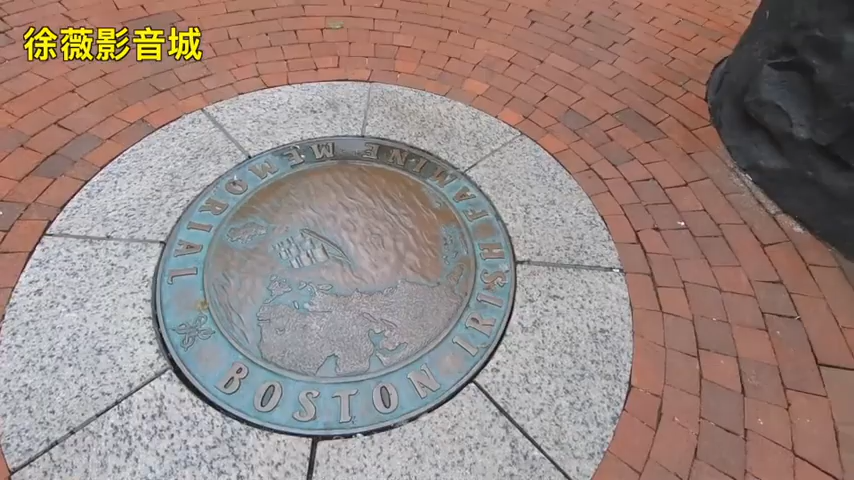 徐薇影音城
BOSTON
IRISH FAMINE MEMORIAL